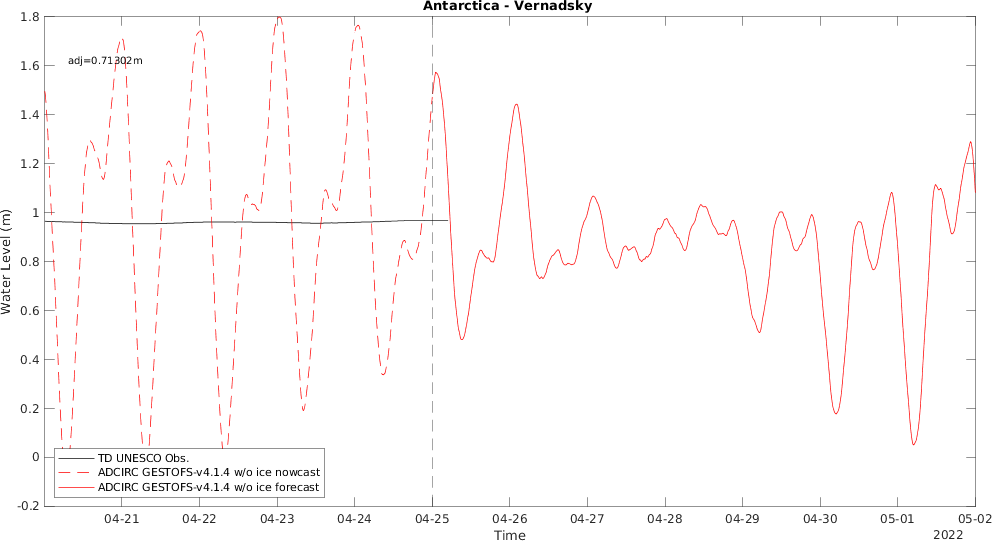 Antarctica - Vernadsky
1.8
1.6
1.4
1.2
1
0.8
0.6
0.4
0.2
0
-0.2
Water Level (m)
adj=0.71302m
TD UNESCO Obs.
ADCIRC GESTOFS-v4.1.4 w/o ice nowcast
ADCIRC GESTOFS-v4.1.4 w/o ice forecast
04-21 04-22 04-23 04-24 04-25 04-26 04-27 04-28 04-29 04-30 05-01 05-02
Time
2022